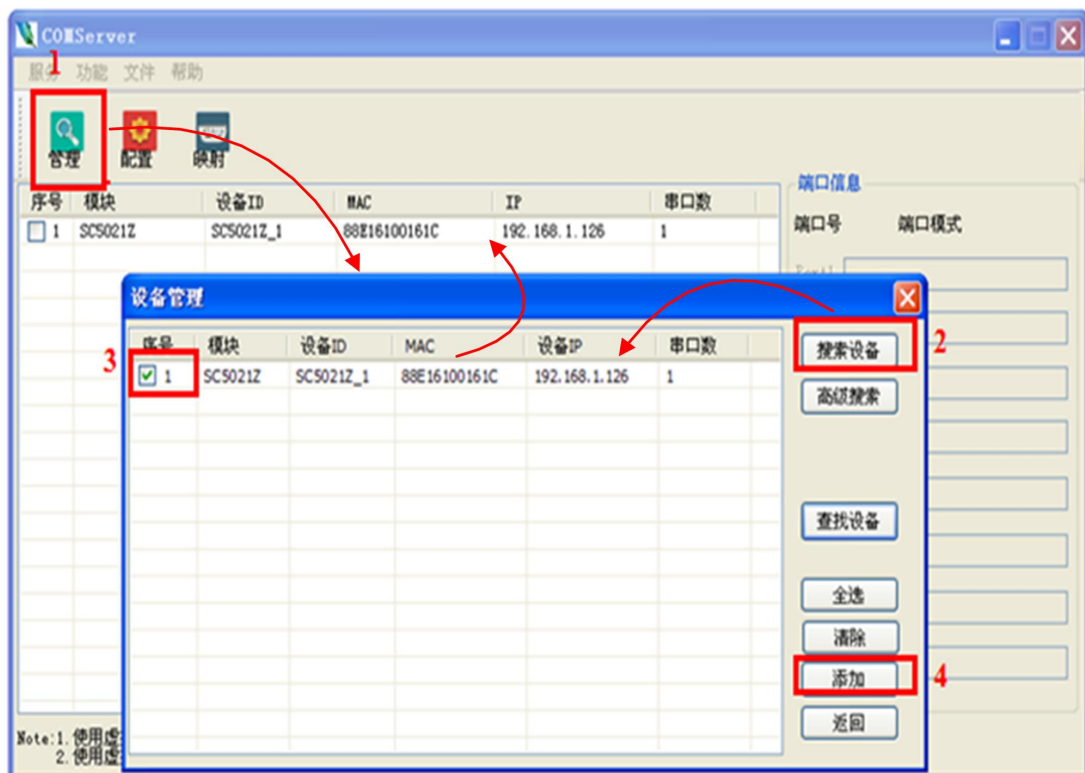 COMServer
1
服务 功能 文件 帮助
管理 配置 映射
序号 模块 设备ID MAC IP 串口数
1 SC5021Z SC5021Z_1 88E16100161C 192.168.1.126 1
端口信息
端口号 端口模式
设备管理
序号 模块 设备ID MAC 设备IP 串口数
3
1 SC5021Z SC5021Z_1 88E16100161C 192.168.1.126 1
搜索设备
2
高级搜索
查找设备
全选
清除
添加
4
返回
Note:1.使用虚
2.使用虚